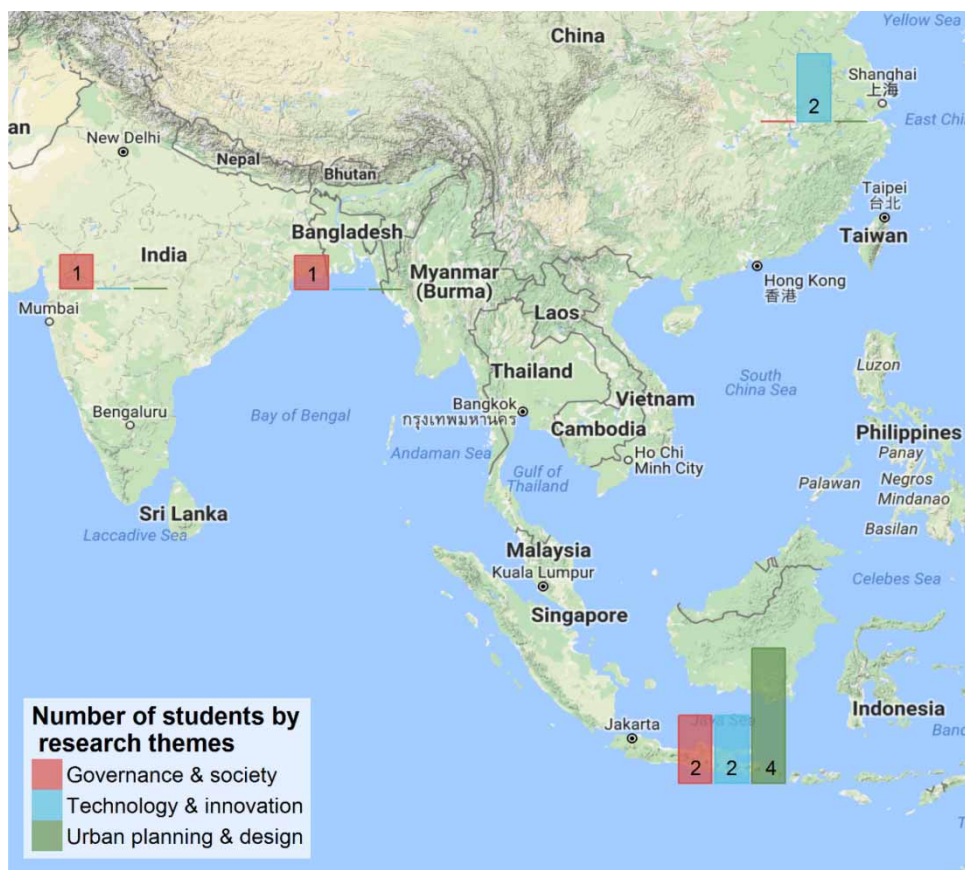 Yellow Sea
China
Shanghai
上海
2
East Chi
an
New Delhi
Nepal
Bhutan
Taipei
台北
Taiwan
Bangladesh
India
1
1
Myanmar
(Burma)
Hong Kong
香港
Mumbai
Laos
Luzon
Thailand
South
China Sea
Vietnam
Bengaluru
Bay of Bengal
Bangkok
กรุงเทพมหานคร
Cambodia
Philippines
Andaman Sea
Ho Chi
Minh City
Panay
Gulf of
Thailand
Palawan
Negros
Mindanao
Sri Lanka
Laccadive Sea
Basilan
Malaysia
Kuala Lumpur
Celebes Sea
Singapore
Indonesia
Jakarta
Java Sea
Banc
2
2
4
Number of students by
research themes
Governance & society
Technology & innovation
Urban planning & design
T